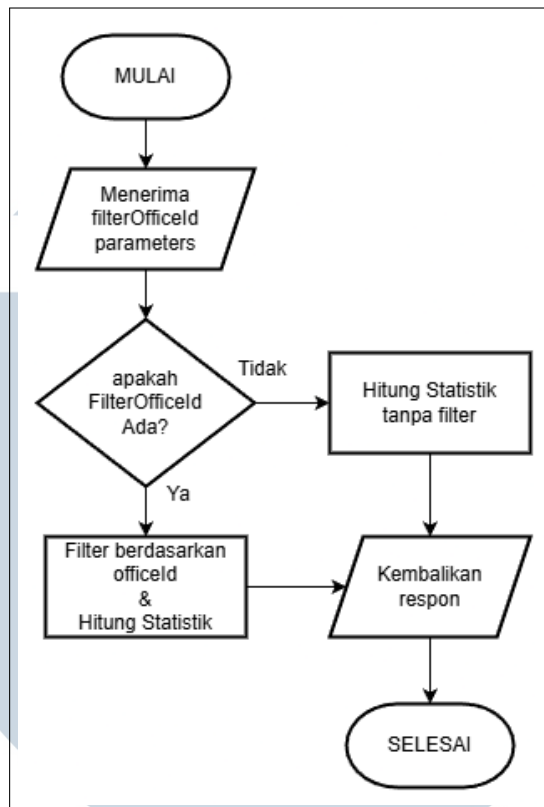 MULAI
Menerima
filterOfficeId
parameters
apakah
FilterOfficeId
Ada?
Tidak
Hitung Statistik
tanpa filter
Ya
Filter berdasarkan
officeId
&
Hitung Statistik
Kembalikan
respon
SELESAI